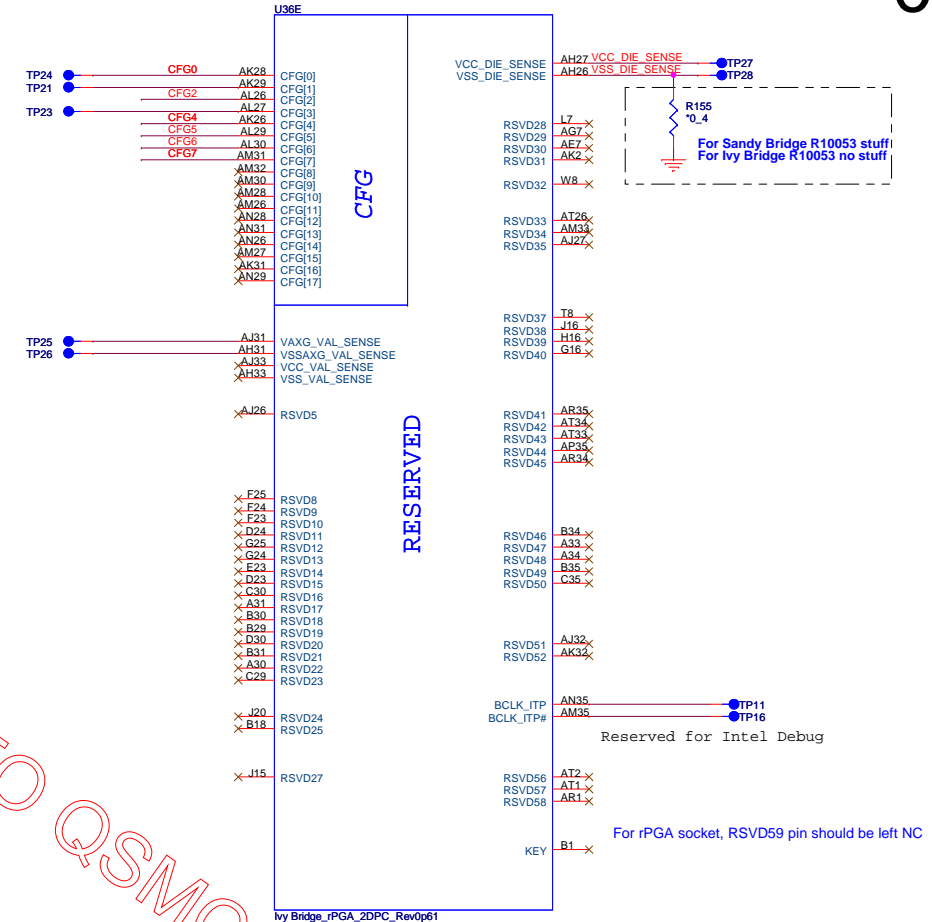 U36E
TP24 CFG0 AK28 CFG[0]
TP21 AK29 CFG[1]
CFG2 AL26 CFG[2]
TP23 AL27 CFG[3]
CFG4 AK26 CFG[4]
CFG5 AL29 CFG[5]
CFG6 AL30 CFG[6]
CFG7 AM31 CFG[7]
AM32 CFG[8]
AM30 CFG[9]
AM28 CFG[10]
AM26 CFG[11]
AN28 CFG[12]
AN31 CFG[13]
AN26 CFG[14]
AM27 CFG[15]
AK31 CFG[16]
AN29 CFG[17]
CFG
TP25 AJ31 VAXG_VAL_SENSE
TP26 AH31 VSSAXG_VAL_SENSE
AJ33 VCC_VAL_SENSE
AH33 VSS_VAL_SENSE
AJ26 RSVD5
RESERVED
F25 RSVD8
F24 RSVD9
F23 RSVD10
D24 RSVD11
G25 RSVD12
G24 RSVD13
E23 RSVD14
D23 RSVD15
C30 RSVD16
A31 RSVD17
B30 RSVD18
B29 RSVD19
D30 RSVD20
B31 RSVD21
A30 RSVD22
C29 RSVD23
J20 RSVD24
B18 RSVD25
J15 RSVD27
VCC_DIE_SENSE AH27 VCC_DIE_SENSE TP27
VSS_DIE_SENSE AH26 VSS_DIE_SENSE TP28
R155
*0_4
For Sandy Bridge R10053 stuff
For Ivy Bridge R10053 no stuff
RSVD28 L7
RSVD29 AG7
RSVD30 AE7
RSVD31 AK2
RSVD32 W8
RSVD33 AT26
RSVD34 AM33
RSVD35 AJ27
RSVD37 T8
RSVD38 J16
RSVD39 H16
RSVD40 G16
RSVD41 AR35
RSVD42 AT34
RSVD43 AT33
RSVD44 AP35
RSVD45 AR34
RSVD46 B34
RSVD47 A33
RSVD48 A34
RSVD49 B35
RSVD50 C35
RSVD51 AJ32
RSVD52 AK32
BCLK_ITP AN35 TP11
BCLK_ITP# AM35 TP16
Reserved for Intel Debug
RSVD56 AT2
RSVD57 AT1
RSVD58 AR1
For rPGA socket, RSVD59 pin should be left NC
KEY B1
Ivy Bridge_rPGA_2DPC_Rev0p61